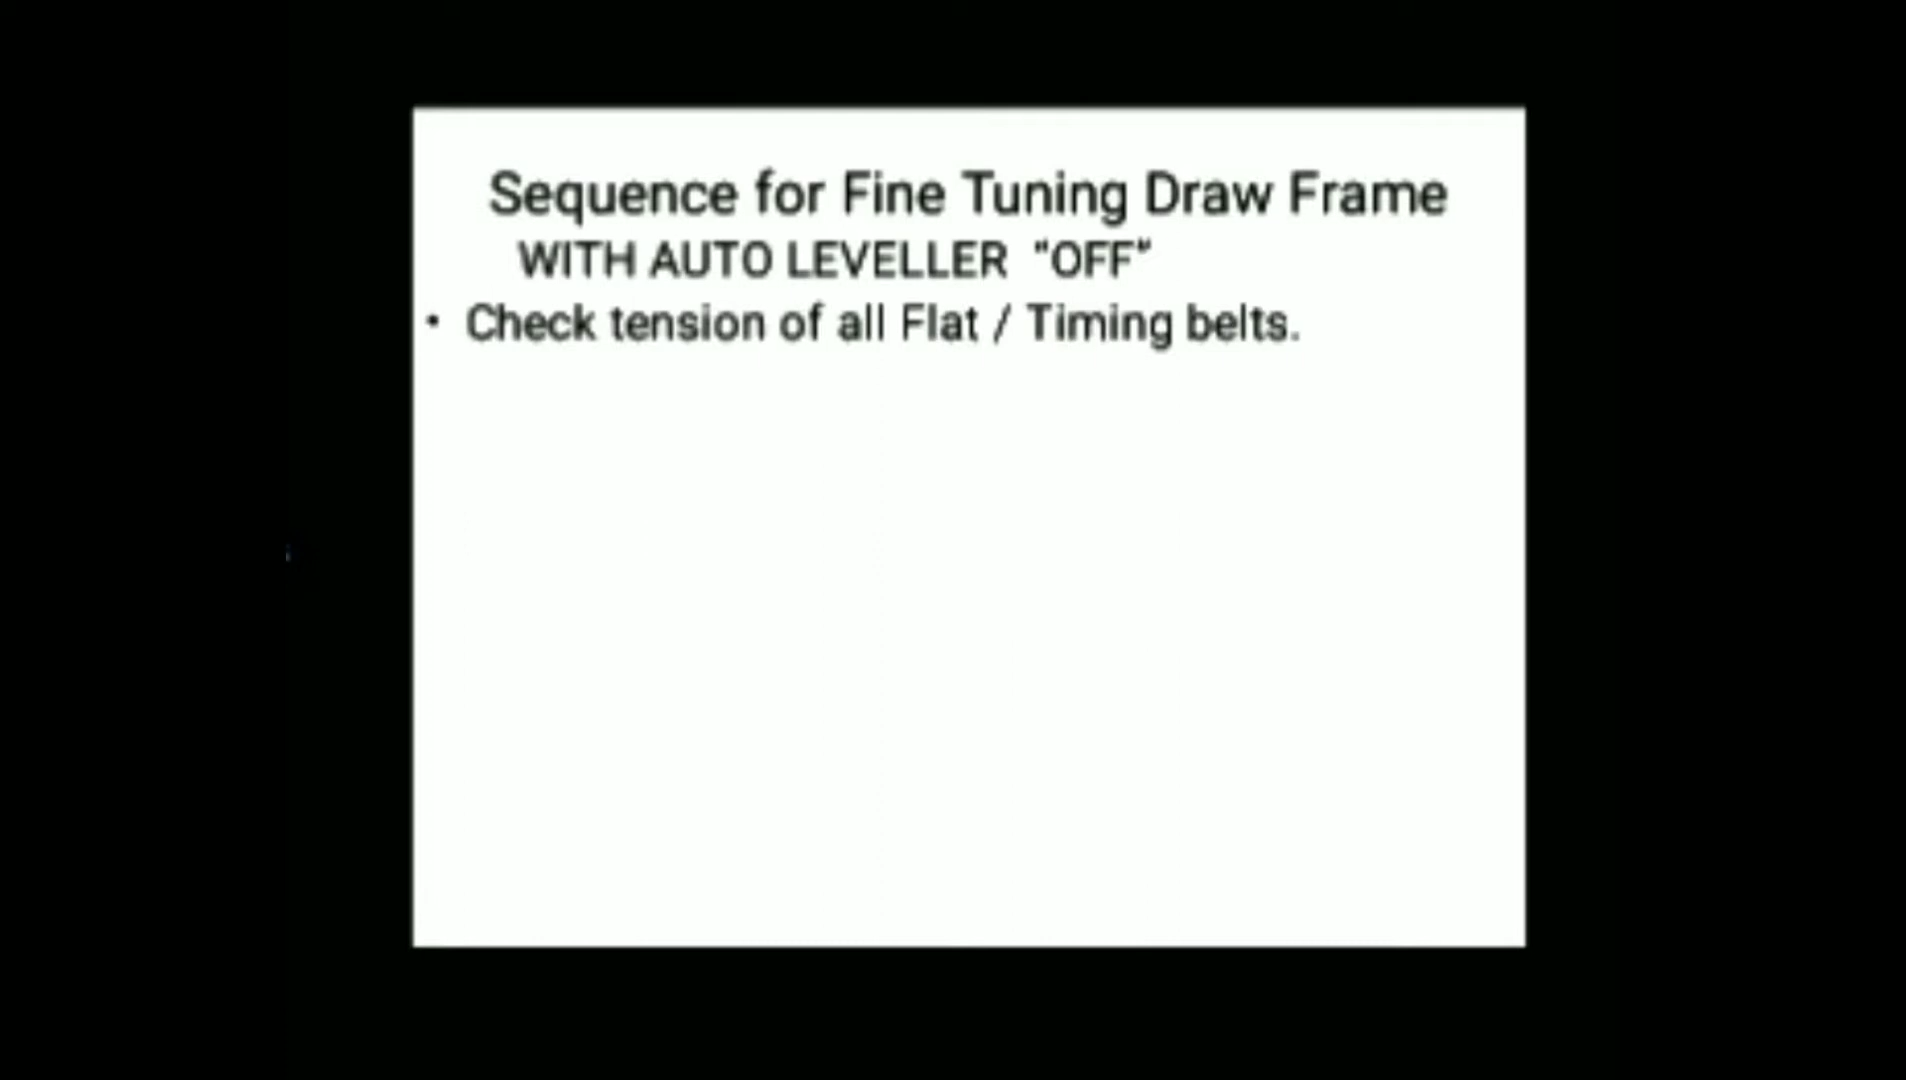 Sequence for Fine Tuning Draw Frame
WITH AUTO LEVELLER “OFF”
• Check tension of all Flat / Timing belts.